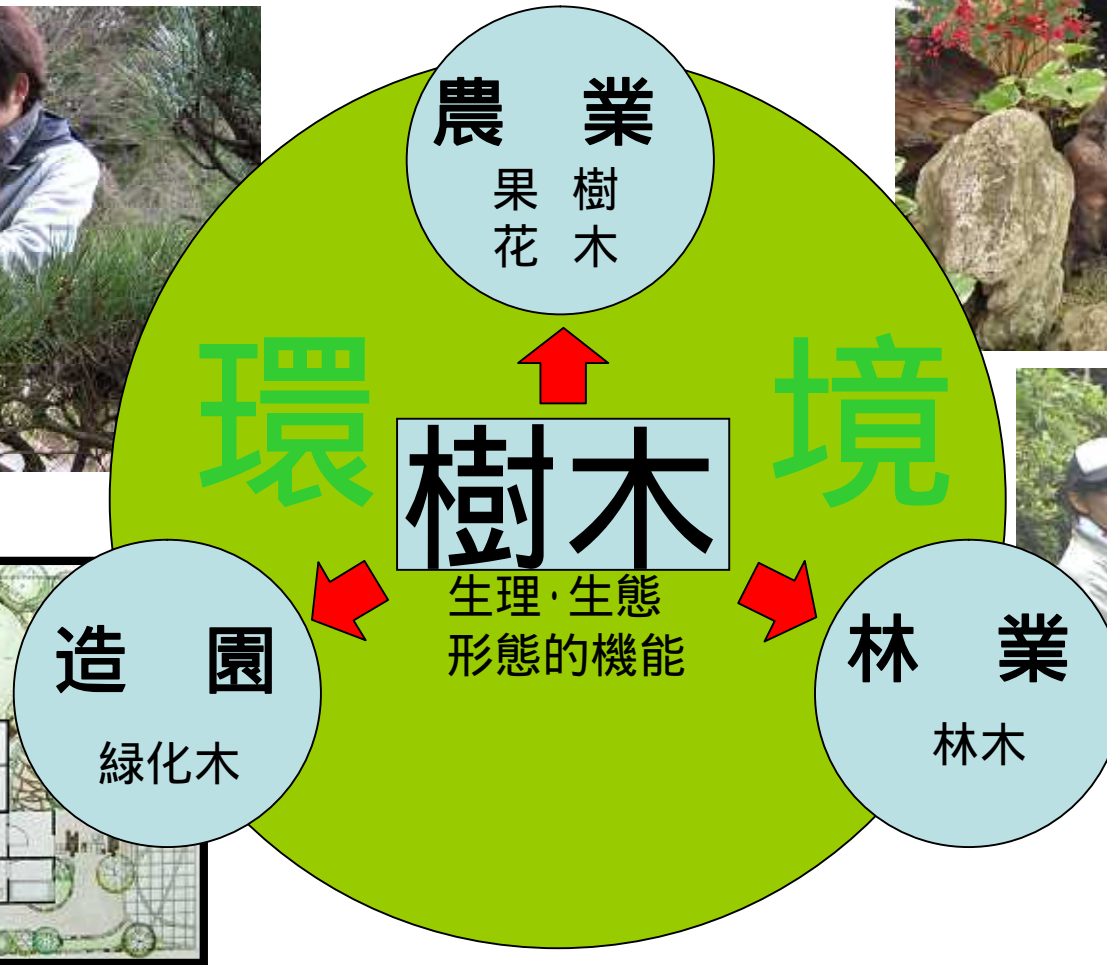 農　業
果 樹
花 木
環　境
樹木
生理・生態
形態的機能
造　園
緑化木
林　業
林木